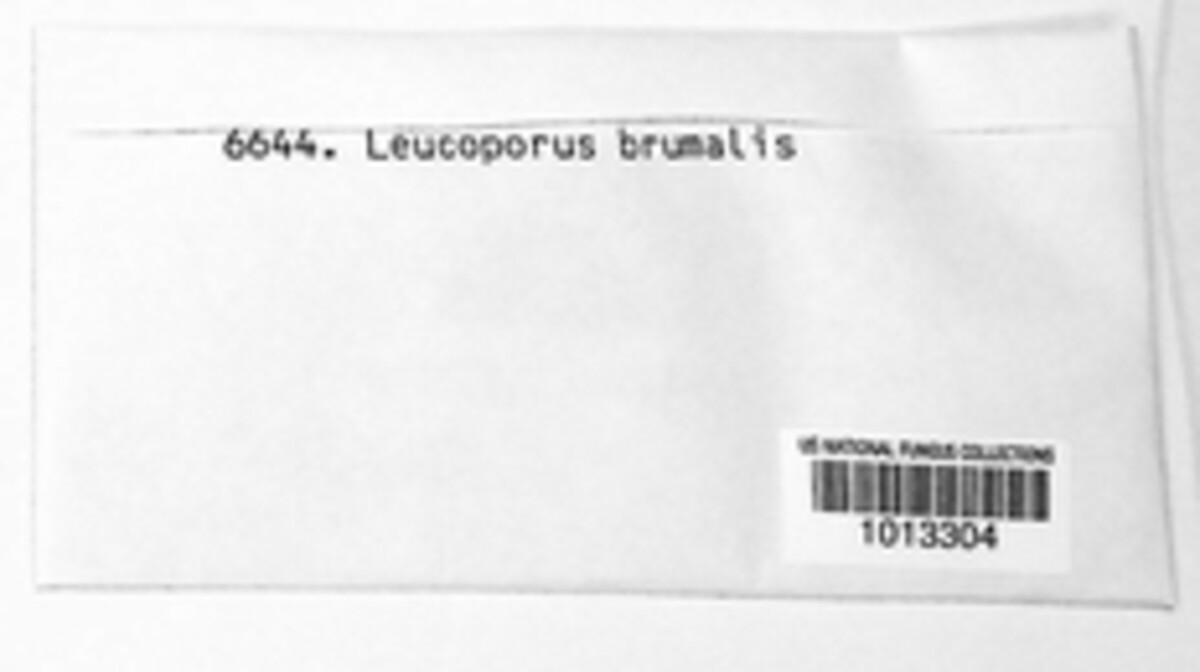 6644. Leucoporus brumalis
US NATIONAL FUNGUS COLLECTIONS
1013304